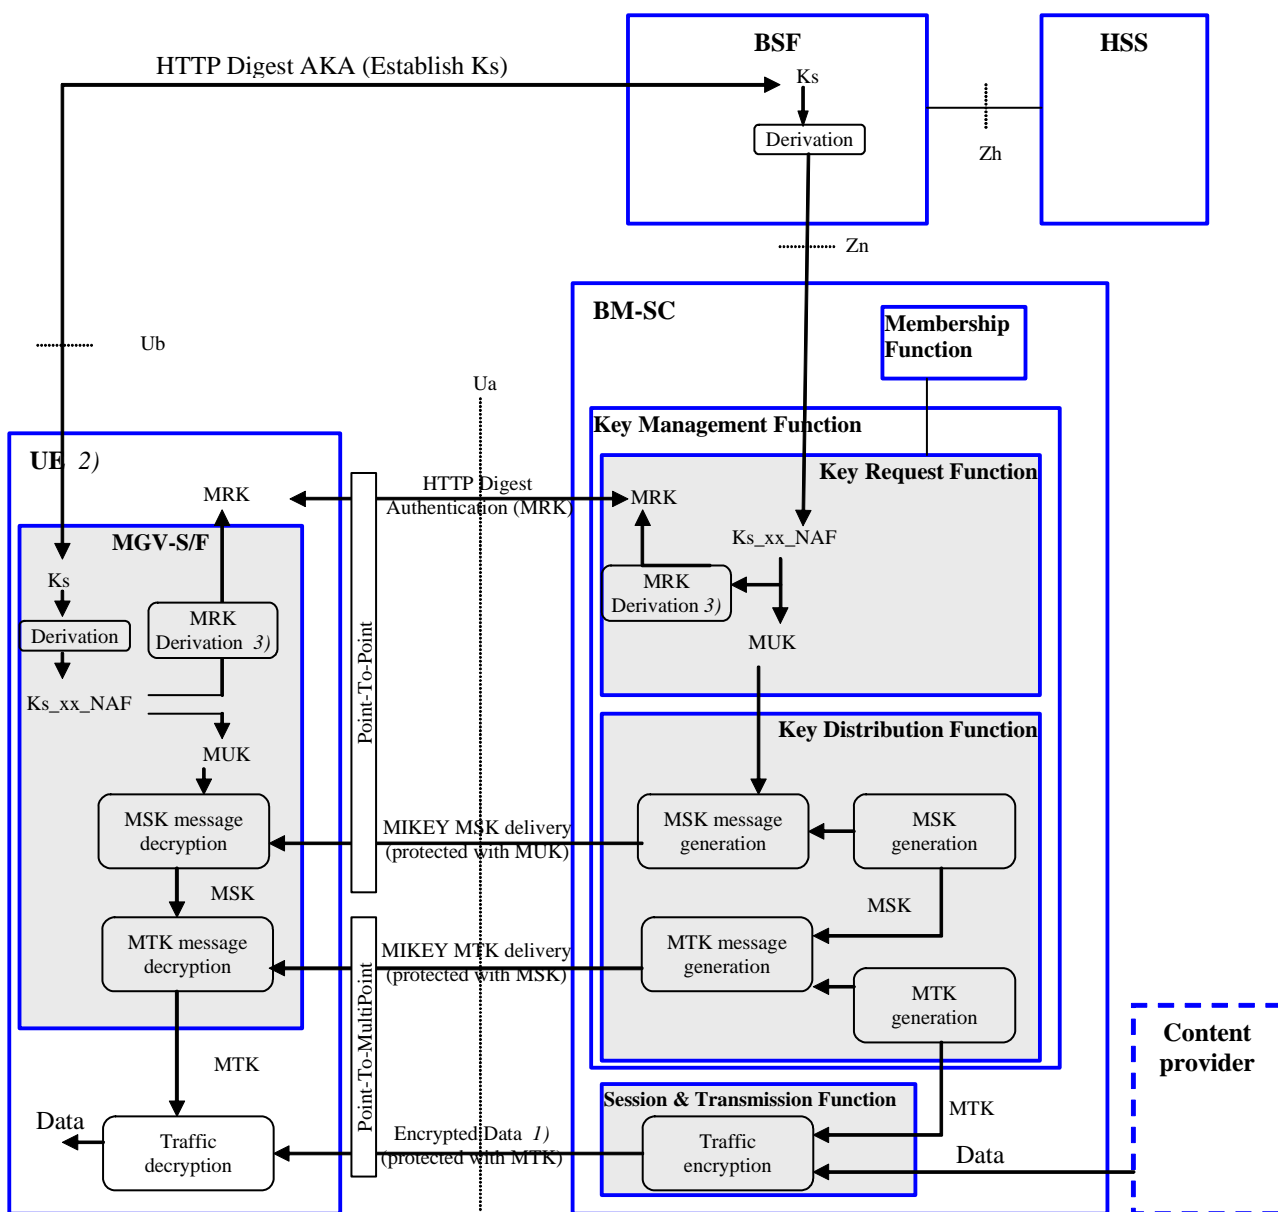 BSF
HSS
HTTP Digest AKA (Establish Ks)
Ks
Derivation
Zh
Zn
BM-SC
Membership
Function
Ub
Ua
Key Management Function
UE 2)
Key Request Function
MRK
HTTP Digest
Authentication (MRK)
MRK
MGV-S/F
Ks_xx_NAF
Ks
MRK
Derivation 3)
MRK
Derivation 3)
Derivation
MUK
Ks_xx_NAF
Point-To-Point
MUK
Key Distribution Function
MSK message
decryption
MIKEY MSK delivery
(protected with MUK)
MSK message
generation
MSK
generation
MSK
MSK
MTK message
decryption
MIKEY MTK delivery
(protected with MSK)
MTK message
generation
MTK
generation
Content
provider
MTK
Point-To-MultiPoint
Session & Transmission Function
MTK
Data
Traffic
decryption
Encrypted Data 1)
(protected with MTK)
Traffic
encryption
Data